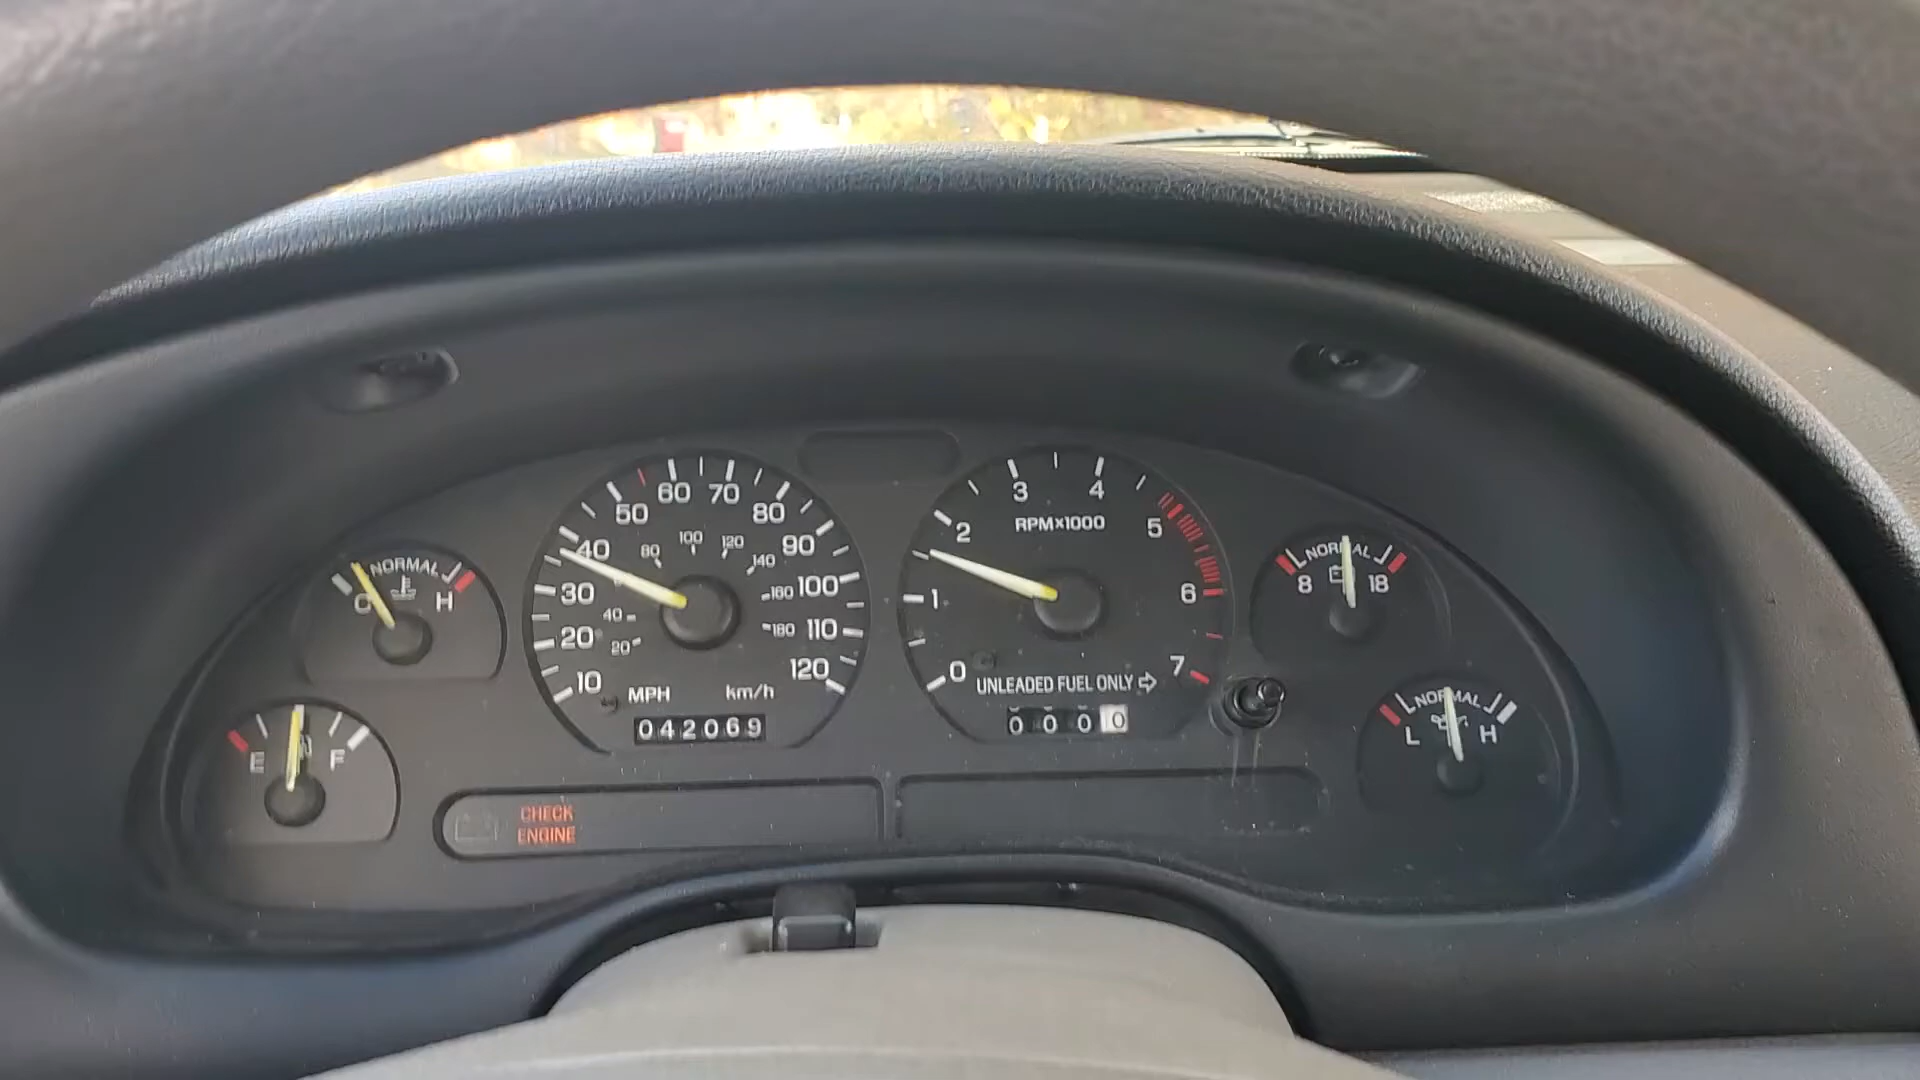 60 70
50 80
40 90
30 100
20 110
10 120
80 100 120
140
40 160
20 180
MPH km/h
042069
3 4
2 RPM×1000 5
1 6
0 7
UNLEADED FUEL ONLY
0000
NORMAL
C H
E F
CHECK
ENGINE
NORMAL
8 18
NORMAL
L H